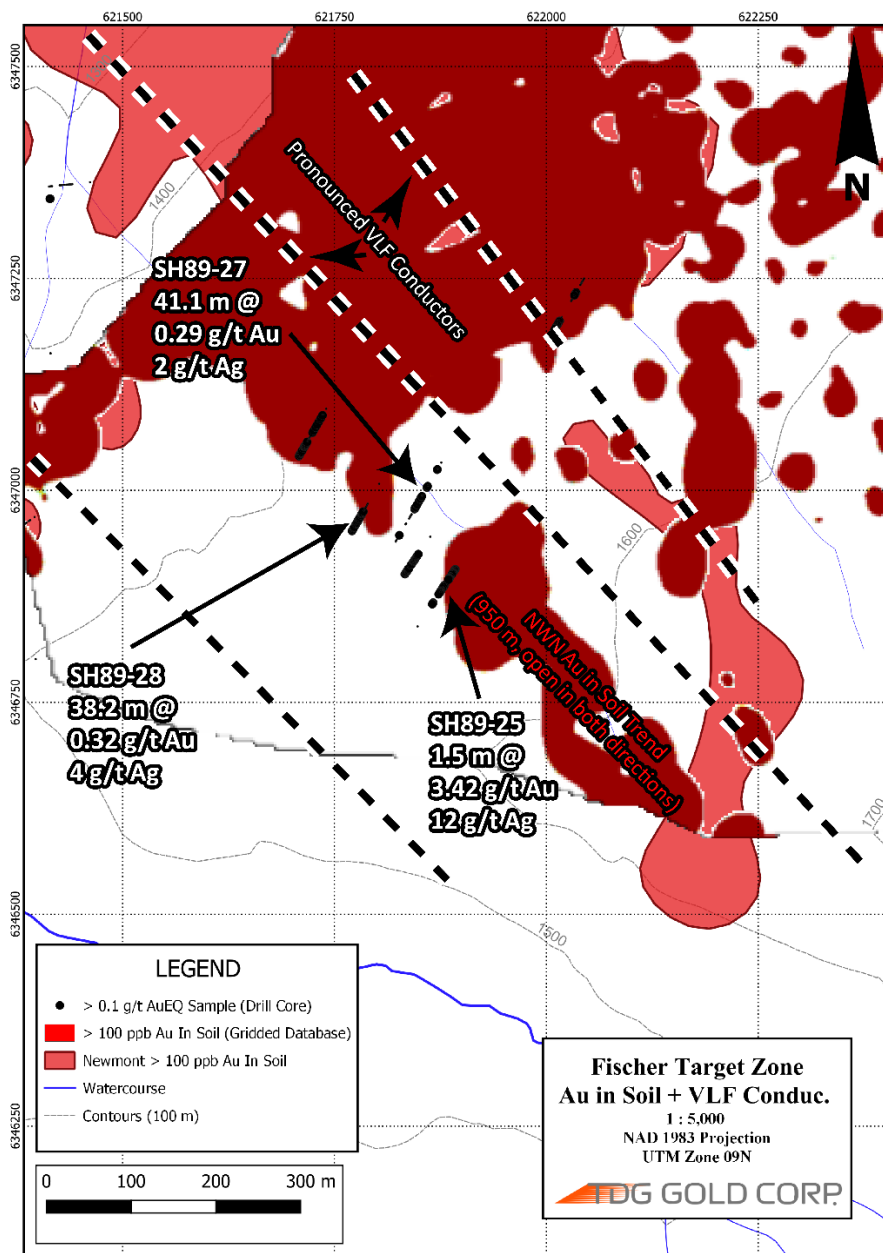 621500
621750
622000
622250
6347500
6347250
6347000
6346750
6346500
6346250
1400
1600
1700
1500
N
Pronounced VLF Conductors
SH89-27
41.1 m @
0.29 g/t Au
2 g/t Ag
SH89-28
38.2 m @
0.32 g/t Au
4 g/t Ag
SH89-25
1.5 m @
3.42 g/t Au
12 g/t Ag
NWN Au in Soil Trend
(950 m, open in both directions)
LEGEND
> 0.1 g/t AuEQ Sample (Drill Core)
> 100 ppb Au In Soil (Gridded Database)
Newmont > 100 ppb Au In Soil
Watercourse
Contours (100 m)
0 100 200 300 m
Fischer Target Zone
Au in Soil + VLF Conduc.
1 : 5,000
NAD 1983 Projection
UTM Zone 09N
TDG GOLD CORP.